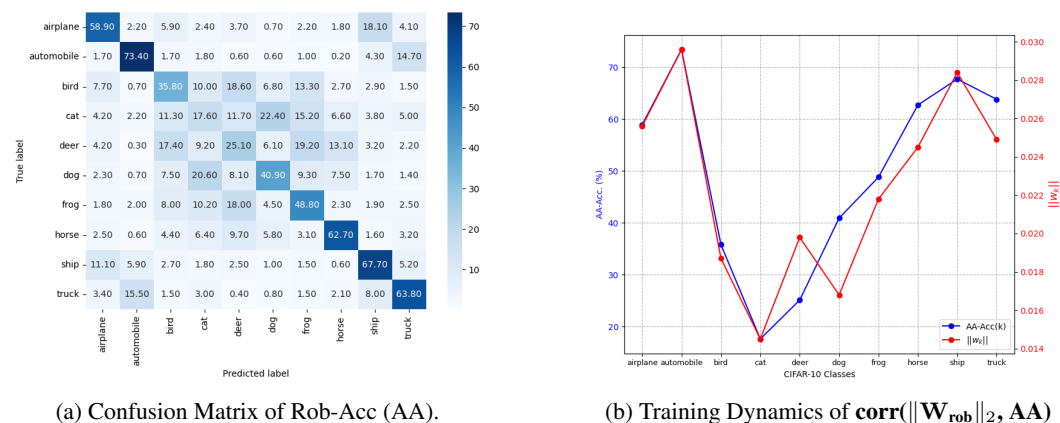 airplane 58.90 2.20 5.90 2.40 3.70 0.70 2.20 1.80 18.10 4.10
automobile 1.70 73.40 1.70 1.80 0.60 0.60 1.00 0.20 4.30 14.70
bird 7.70 0.70 35.80 10.00 18.60 6.80 13.30 2.70 2.90 1.50
cat 4.20 2.20 11.30 17.60 11.70 22.40 15.20 6.60 3.80 5.00
deer 4.20 0.30 17.40 9.20 25.10 6.10 19.20 13.10 3.20 2.20
dog 2.30 0.70 7.50 20.60 8.10 40.90 9.30 7.50 1.70 1.40
frog 1.80 2.00 8.00 10.20 18.00 4.50 48.80 2.30 1.90 2.50
horse 2.50 0.60 4.40 6.40 9.70 5.80 3.10 62.70 1.60 3.20
ship 11.10 5.90 2.70 1.80 2.50 1.00 1.50 0.60 67.70 5.20
truck 3.40 15.50 1.50 3.00 0.40 0.80 1.50 2.10 8.00 63.80
airplane automobile bird cat deer dog frog horse ship truck
True label
Predicted label
70
60
50
40
30
20
10
(a) Confusion Matrix of Rob-Acc (AA).
AA-Acc. (%)
70
60
50
40
30
20
0.030
0.028
0.026
0.024
0.022
0.020
0.018
0.016
0.014
||w_k||
AA-Acc(k)
||w_k||
airplane automobile bird cat deer dog frog horse ship truck
CIFAR-10 Classes
(b) Training Dynamics of corr(‖W_rob‖_2, AA)